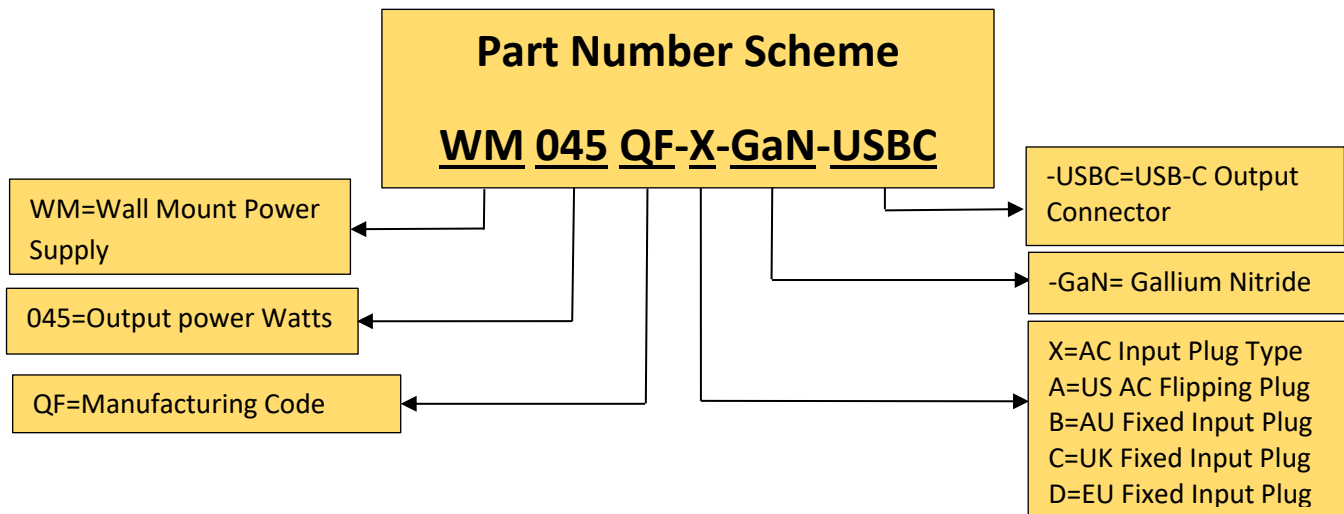 Part Number Scheme
WM 045 QF-X-GaN-USBC
WM=Wall Mount Power
Supply
045=Output power Watts
QF=Manufacturing Code
-USBC=USB-C Output
Connector
-GaN= Gallium Nitride
X=AC Input Plug Type
A=US AC Flipping Plug
B=AU Fixed Input Plug
C=UK Fixed Input Plug
D=EU Fixed Input Plug